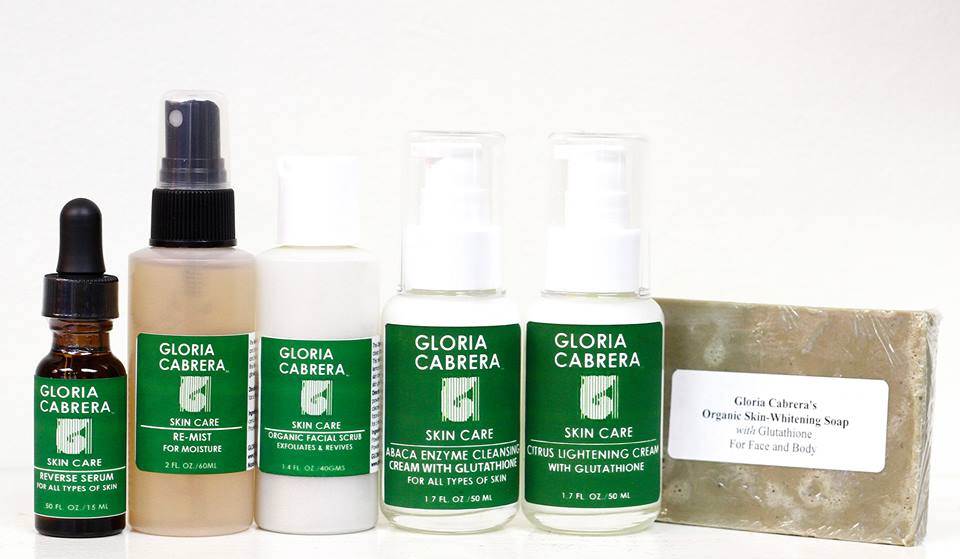 GLORIA
CABRERA
SKIN CARE
REVERSE SERUM
FOR ALL TYPES OF SKIN
.50 FL. OZ./15 ML
GLORIA
CABRERA
SKIN CARE
RE-MIST
FOR MOISTURE
2 FL. OZ/60ML
GLORIA
CABRERA
SKIN CARE
ORGANIC FACIAL SCRUB
EXFOLIATES & REVIVES
1.4 FL. OZ/40GMS
GLORIA
CABRERA
SKIN CARE
ABACA ENZYME CLEANSING
CREAM WITH GLUTATHIONE
FOR ALL TYPES OF SKIN
1.7 FL. OZ/50 ML
GLORIA
CABRERA
SKIN CARE
CITRUS LIGHTENING CREAM
WITH GLUTATHIONE
1.7 FL. OZ/50 ML
Gloria Cabrera's
Organic Skin-Whitening Soap
with Glutathione
For Face and Body